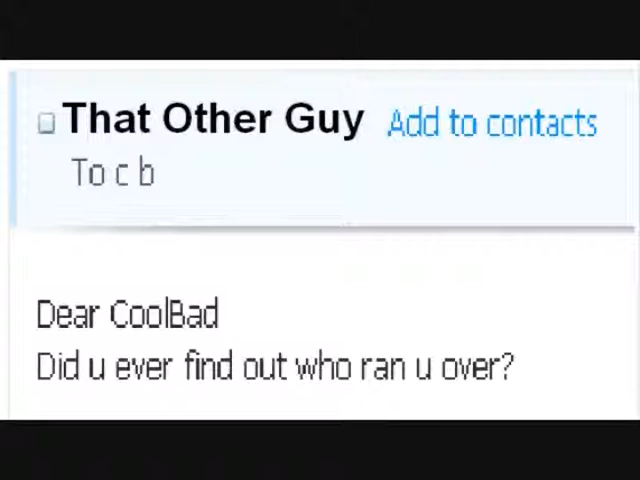 That Other Guy Add to contacts
To c b
Dear CoolBad
Did u ever find out who ran u over?